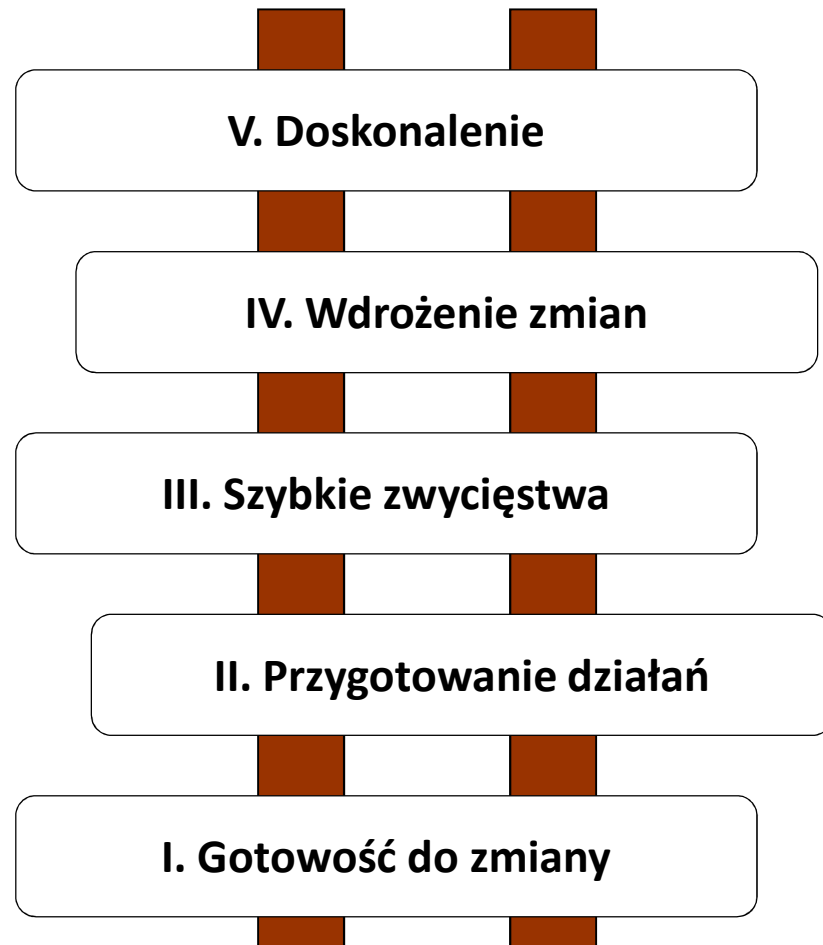 V. Doskonalenie
IV. Wdrożenie zmian
III. Szybkie zwycięstwa
II. Przygotowanie działań
I. Gotowość do zmiany